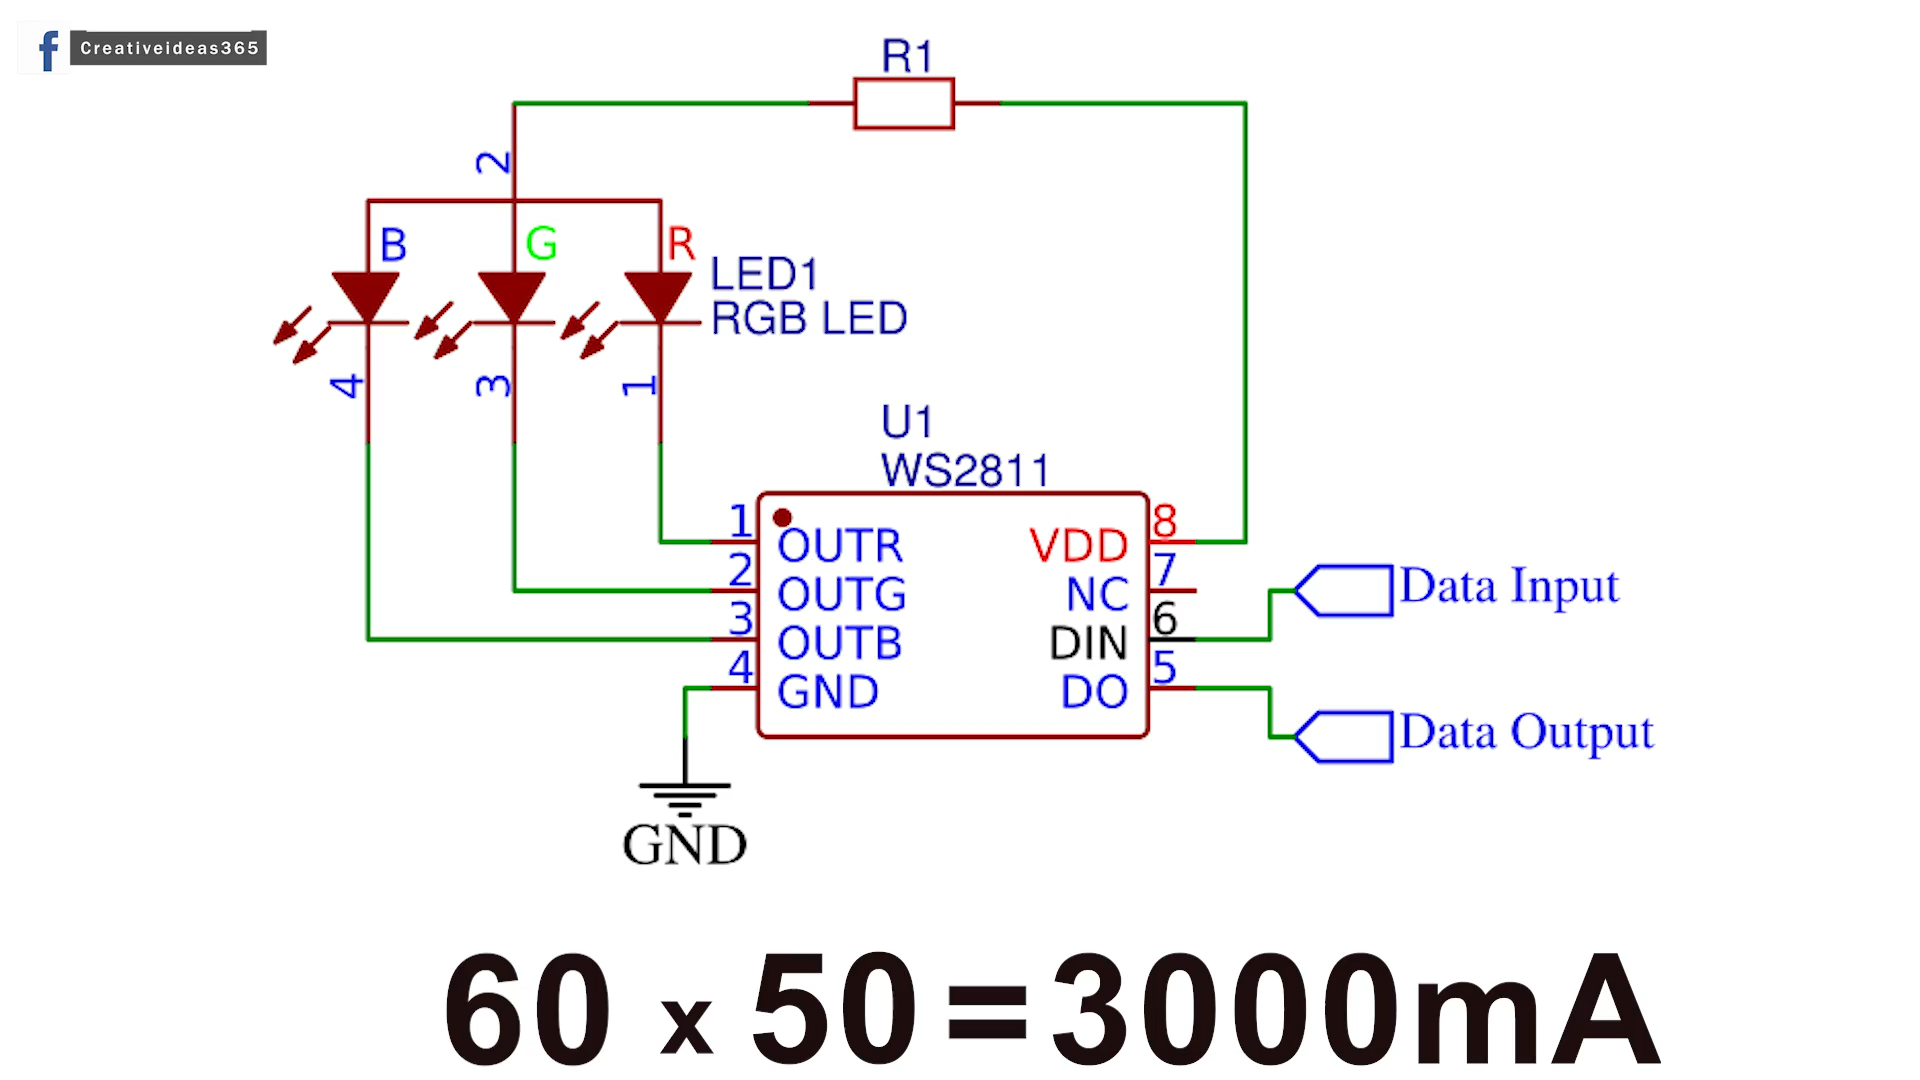 f Creativeideas365
R1
2
B G R
LED1
RGB LED
4 3 1
U1
WS2811
1 OUTR VDD 8
2 OUTG NC 7
3 OUTB DIN 6
4 GND DO 5
Data Input
Data Output
GND
60 x 50 = 3000mA